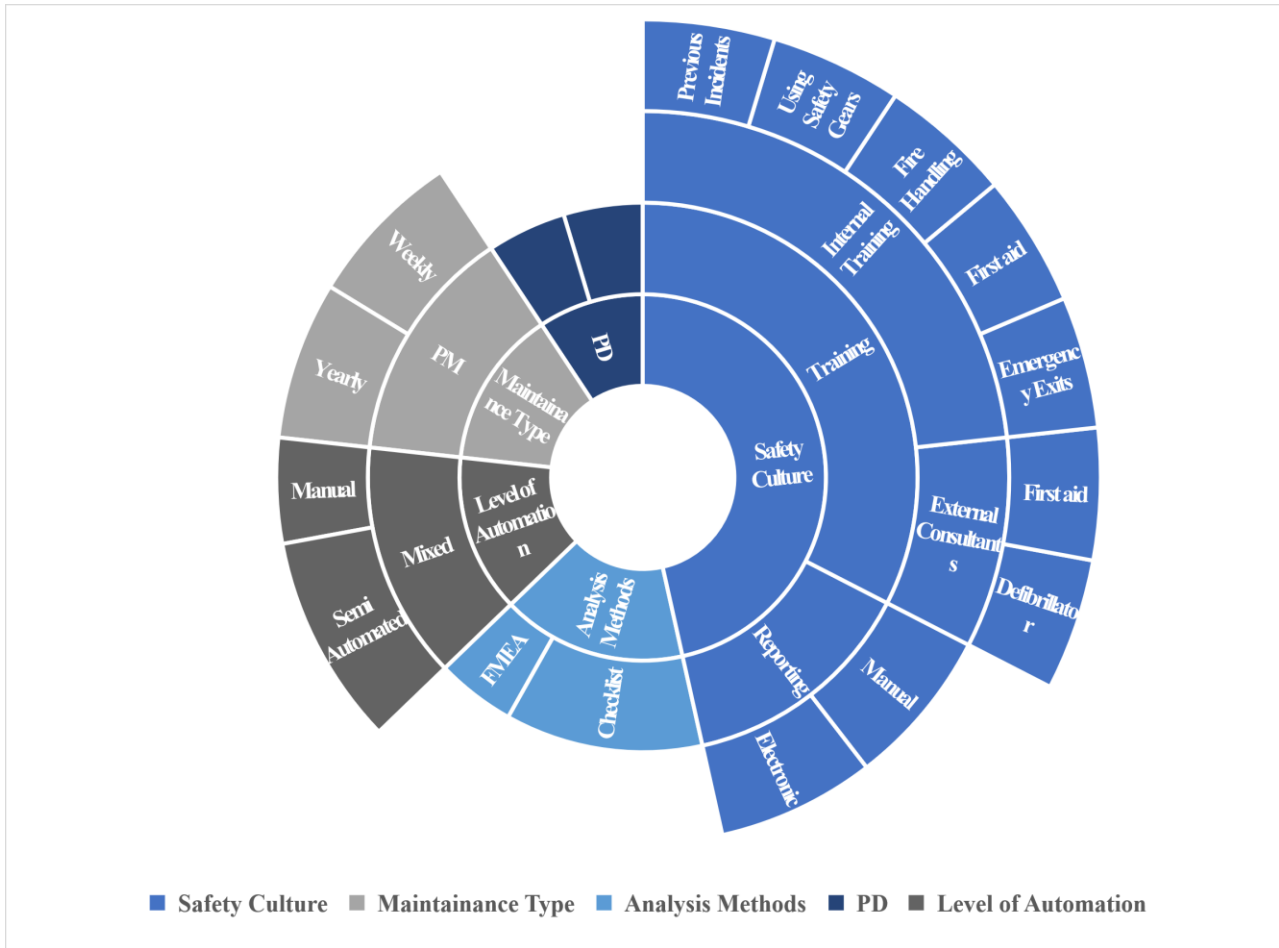 Previous
Incidents
Using
Safety
Gears
Fire
Handling
First aid
Emergenc
y Exits
First aid
Defibrillato
r
Internal
Training
External
Consultant
s
Training
Safety
Culture
Reporting
Manual
Electronic
Analysis
Methods
Checklist
FMEA
Level of
Automatio
n
Mixed
Semi
Automated
Manual
Maintaina
nce Type
PM
Yearly
Weekly
PD
Safety Culture Maintainance Type Analysis Methods PD Level of Automation